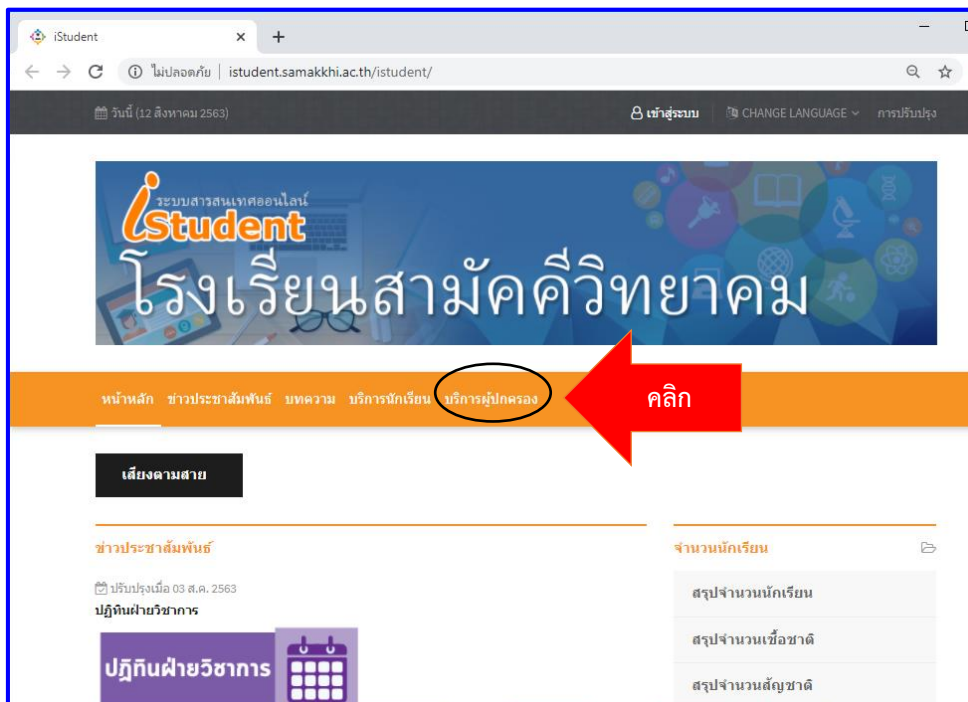 iStudent
ไม่ปลอดภัย istudent.samakkhi.ac.th/istudent/
วันนี้ (12 สิงหาคม 2563) เข้าสู่ระบบ CHANGE LANGUAGE การปรับปรุง
ระบบสารสนเทศออนไลน์
iStudent
โรงเรียนสามัคคีวิทยาคม
หน้าหลัก ข่าวประชาสัมพันธ์ บทความ บริการนักเรียน บริการผู้ปกครอง คลิก
เสียงตามสาย
ข่าวประชาสัมพันธ์ จำนวนนักเรียน
ปรับปรุงเมื่อ 03 ส.ค. 2563 สรุปจำนวนนักเรียน
ปฏิทินฝ่ายวิชาการ
สรุปจำนวนเชื้อชาติ
ปฏิทินฝ่ายวิชาการ
สรุปจำนวนสัญชาติ